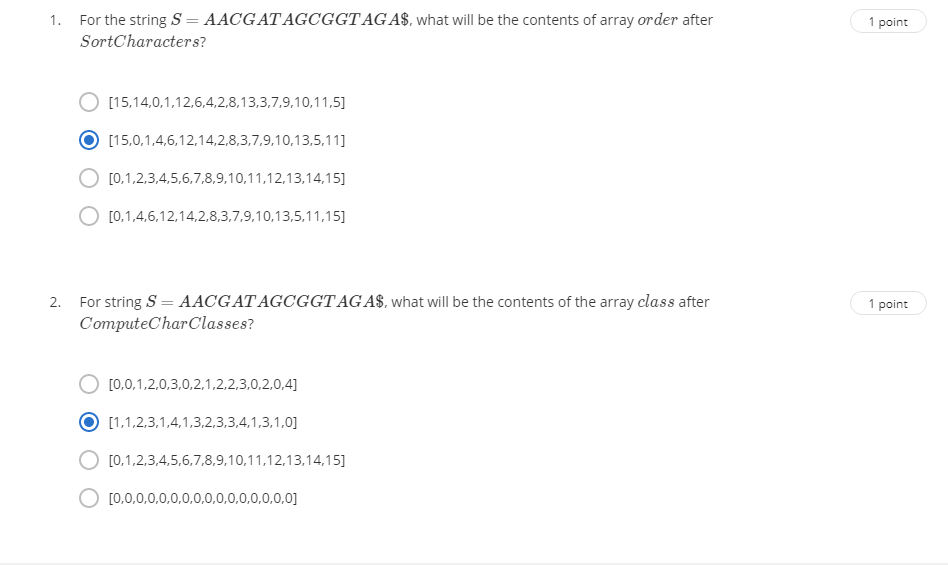 1. For the string S = AACGATAGCGGTAGA$, what will be the contents of array order after 1 point
SortCharacters?
[15,14,0,1,12,6,4,2,8,13,3,7,9,10,11,5]
[15,0,1,4,6,12,14,2,8,3,7,9,10,13,5,11]
[0,1,2,3,4,5,6,7,8,9,10,11,12,13,14,15]
[0,1,4,6,12,14,2,8,3,7,9,10,13,5,11,15]
2. For string S = AACGATAGCGGTAGA$, what will be the contents of the array class after 1 point
ComputeCharClasses?
[0,0,1,2,0,3,0,2,1,2,2,3,0,2,0,4]
[1,1,2,3,1,4,1,3,2,3,3,4,1,3,1,0]
[0,1,2,3,4,5,6,7,8,9,10,11,12,13,14,15]
[0,0,0,0,0,0,0,0,0,0,0,0,0,0,0,0]